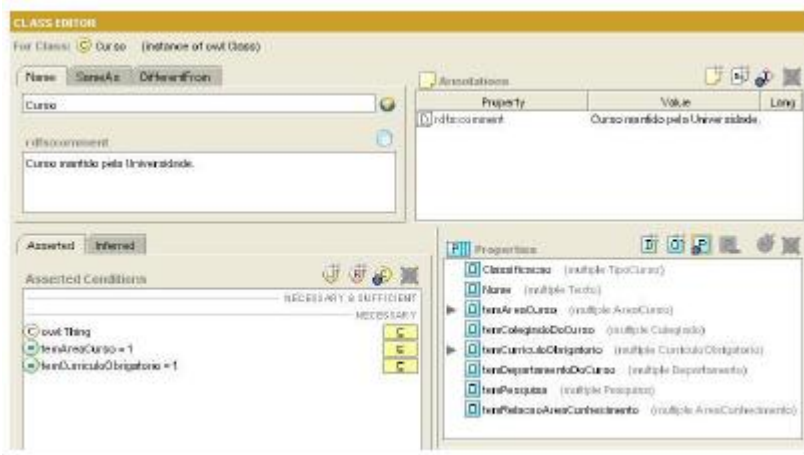 CLASS EDITOR
For Class: Curso (instance of owl:Class)
Name SameAs DifferentFrom
Curso
rdfs:comment
Curso mantido pela Universidade.
Annotations
Property Value Lang
rdfs:comment Curso mantido pela Universidade.
Asserted Inferred
Asserted Conditions
NECESSARY & SUFFICIENT
NECESSARY
owl:Thing
temAreaCurso = 1
temCurriculoObrigatorio = 1
Properties
Classificacao (multiple TipoCurso)
Nome (multiple Texto)
temAreaCurso (multiple AreaCurso)
temColegiadoDoCurso (multiple Colegiado)
temCurriculoObrigatorio (multiple CurriculoObrigatorio)
temDepartamentoDoCurso (multiple Departamento)
temPesquisa (multiple Pesquisa)
temRelacaoAreaConhecimento (multiple AreaConhecimento)